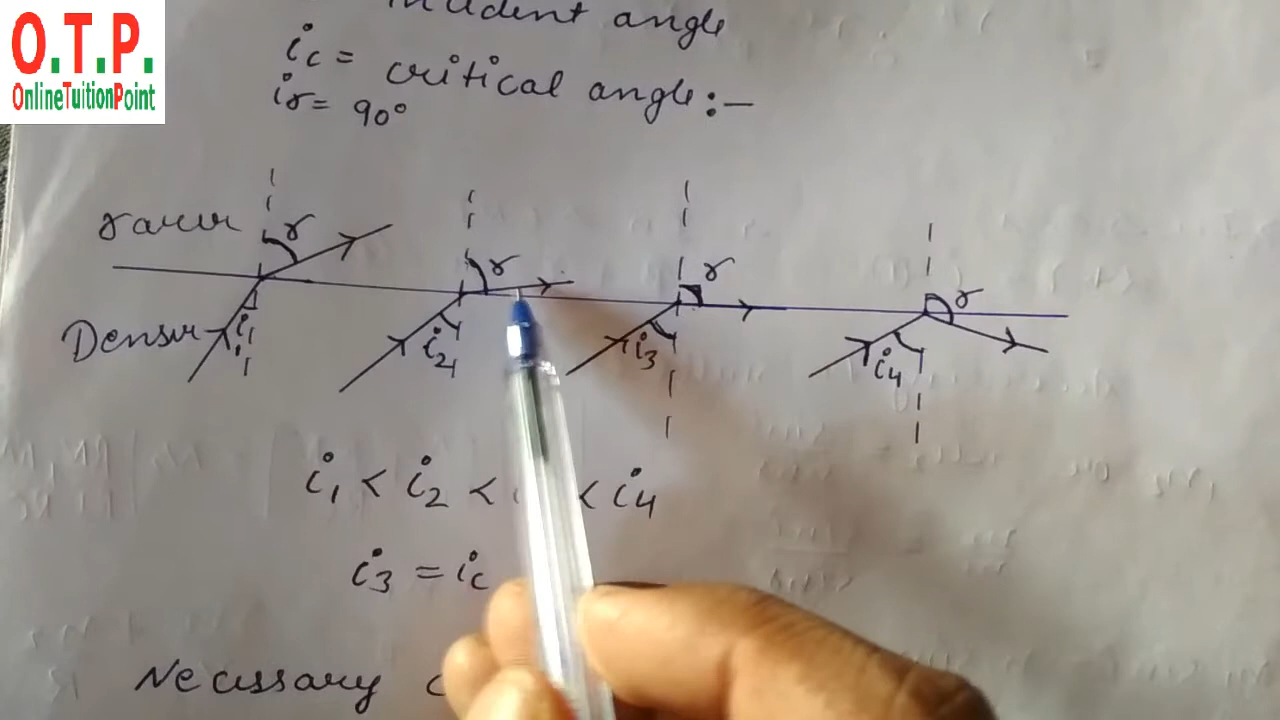 O.T.P.
OnlineTuitionPoint
incident angle
ic = critical angle:-
ir = 90°
rarer r r r r
Denser i1 i2 i3 i4
i1 < i2 < i < i4
i3 = ic
Necessary c